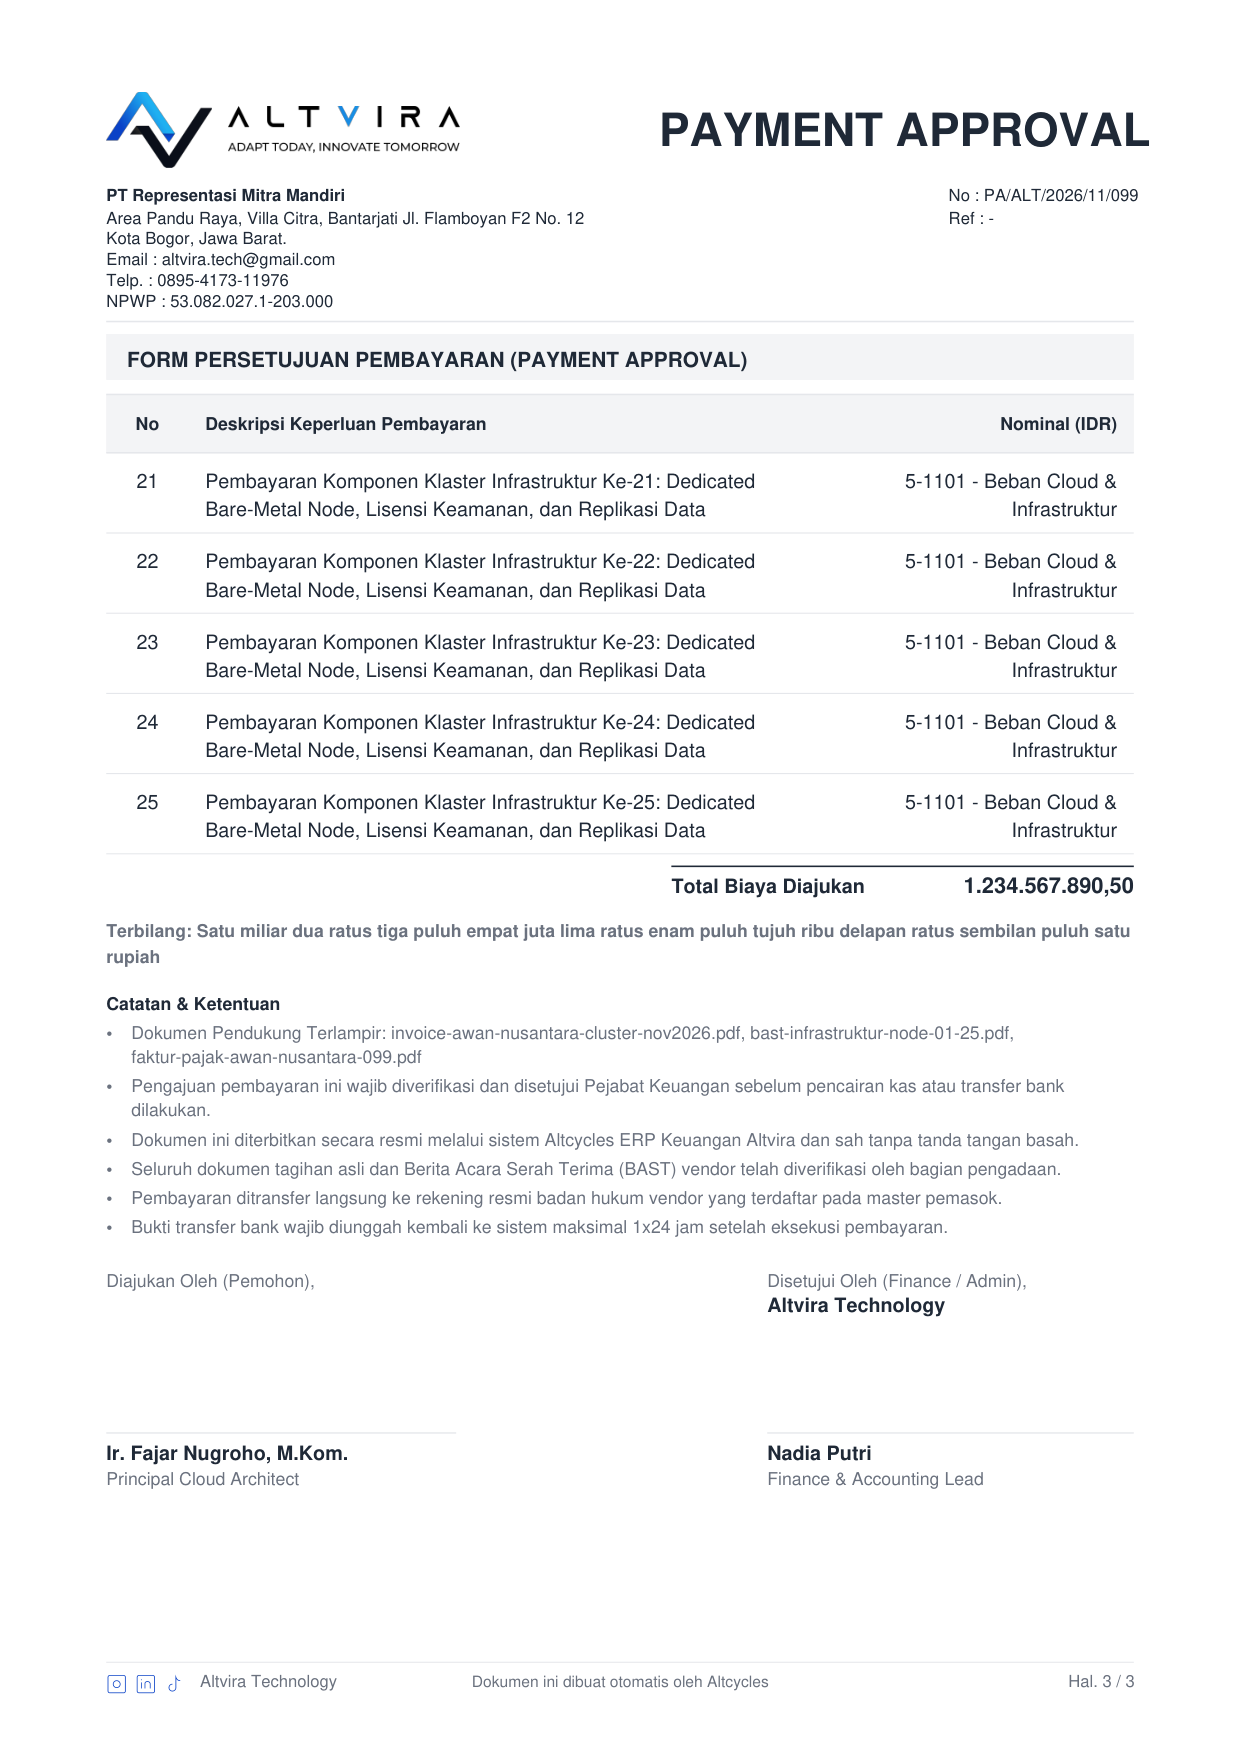 ALTVIRA
ADAPT TODAY, INNOVATE TOMORROW
PAYMENT APPROVAL
PT Representasi Mitra Mandiri
Area Pandu Raya, Villa Citra, Bantarjati Jl. Flamboyan F2 No. 12
Kota Bogor, Jawa Barat.
Email : altvira.tech@gmail.com
Telp. : 0895-4173-11976
NPWP : 53.082.027.1-203.000
No : PA/ALT/2026/11/099
Ref : -
FORM PERSETUJUAN PEMBAYARAN (PAYMENT APPROVAL)
No Deskripsi Keperluan Pembayaran Nominal (IDR)
21 Pembayaran Komponen Klaster Infrastruktur Ke-21: Dedicated 5-1101 - Beban Cloud &
Bare-Metal Node, Lisensi Keamanan, dan Replikasi Data Infrastruktur
22 Pembayaran Komponen Klaster Infrastruktur Ke-22: Dedicated 5-1101 - Beban Cloud &
Bare-Metal Node, Lisensi Keamanan, dan Replikasi Data Infrastruktur
23 Pembayaran Komponen Klaster Infrastruktur Ke-23: Dedicated 5-1101 - Beban Cloud &
Bare-Metal Node, Lisensi Keamanan, dan Replikasi Data Infrastruktur
24 Pembayaran Komponen Klaster Infrastruktur Ke-24: Dedicated 5-1101 - Beban Cloud &
Bare-Metal Node, Lisensi Keamanan, dan Replikasi Data Infrastruktur
25 Pembayaran Komponen Klaster Infrastruktur Ke-25: Dedicated 5-1101 - Beban Cloud &
Bare-Metal Node, Lisensi Keamanan, dan Replikasi Data Infrastruktur
Total Biaya Diajukan 1.234.567.890,50
Terbilang: Satu miliar dua ratus tiga puluh empat juta lima ratus enam puluh tujuh ribu delapan ratus sembilan puluh satu
rupiah
Catatan & Ketentuan
• Dokumen Pendukung Terlampir: invoice-awan-nusantara-cluster-nov2026.pdf, bast-infrastruktur-node-01-25.pdf,
faktur-pajak-awan-nusantara-099.pdf
• Pengajuan pembayaran ini wajib diverifikasi dan disetujui Pejabat Keuangan sebelum pencairan kas atau transfer bank
dilakukan.
• Dokumen ini diterbitkan secara resmi melalui sistem Altcycles ERP Keuangan Altvira dan sah tanpa tanda tangan basah.
• Seluruh dokumen tagihan asli dan Berita Acara Serah Terima (BAST) vendor telah diverifikasi oleh bagian pengadaan.
• Pembayaran ditransfer langsung ke rekening resmi badan hukum vendor yang terdaftar pada master pemasok.
• Bukti transfer bank wajib diunggah kembali ke sistem maksimal 1x24 jam setelah eksekusi pembayaran.
Diajukan Oleh (Pemohon),
Disetujui Oleh (Finance / Admin),
Altvira Technology
Ir. Fajar Nugroho, M.Kom.
Principal Cloud Architect
Nadia Putri
Finance & Accounting Lead
Altvira Technology Dokumen ini dibuat otomatis oleh Altcycles Hal. 3 / 3